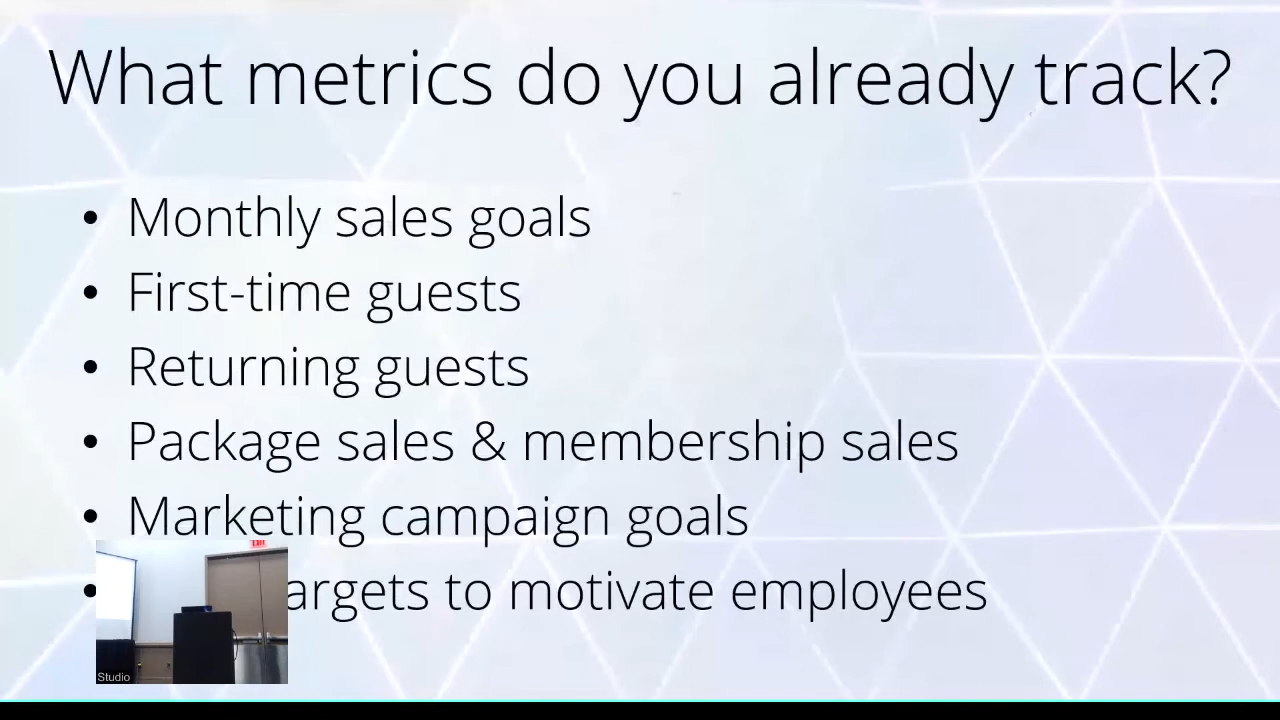 What metrics do you already track?
• Monthly sales goals
• First-time guests
• Returning guests
• Package sales & membership sales
• Marketing campaign goals
• to motivate employees
EXIT
Studio